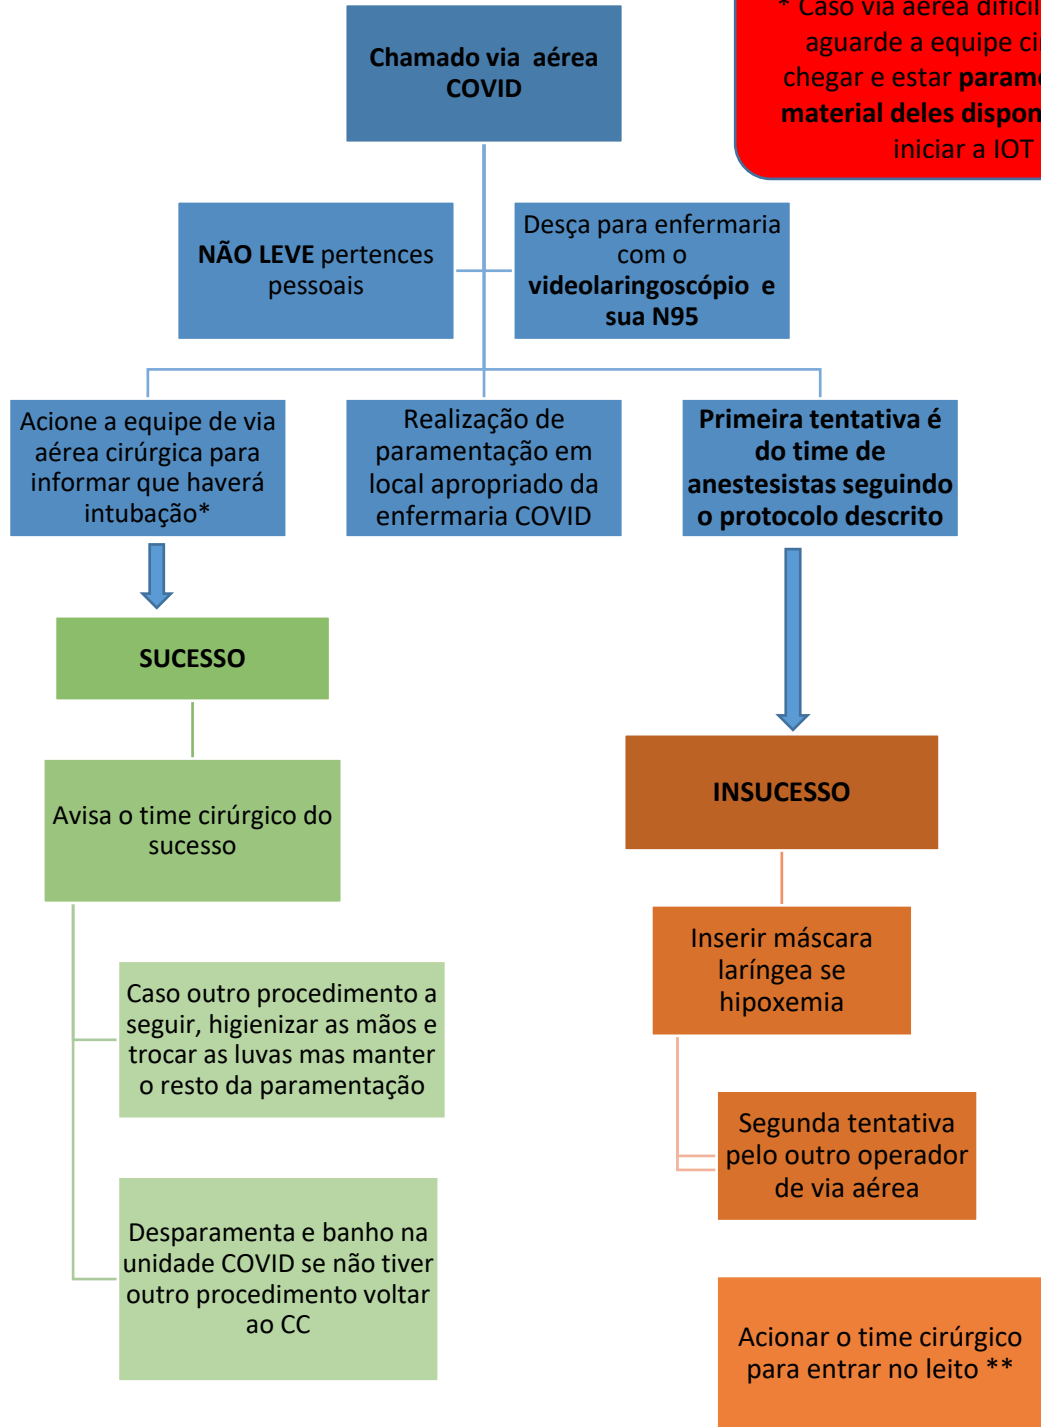 Chamado via aérea
COVID
* Caso via aérea difícil
aguarde a equipe
chegar e estar
material deles
iniciar a IOT
NÃO LEVE pertences
pessoais
Desça para enfermaria
com o
videolaringoscópio e
sua N95
Acione a equipe de via
aérea cirúrgica para
informar que haverá
intubação*
Realização de
paramentação em
local apropriado da
enfermaria COVID
Primeira tentativa é
do time de
anestesistas seguindo
o protocolo descrito
SUCESSO
Avisa o time cirúrgico do
sucesso
Caso outro procedimento a
seguir, higienizar as mãos e
trocar as luvas mas manter
o resto da paramentação
Desparamenta e banho na
unidade COVID se não tiver
outro procedimento voltar
ao CC
INSUCESSO
Inserir máscara
laríngea se
hipoxemia
Segunda tentativa
pelo outro operador
de via aérea
Acionar o time cirúrgico
para entrar no leito **